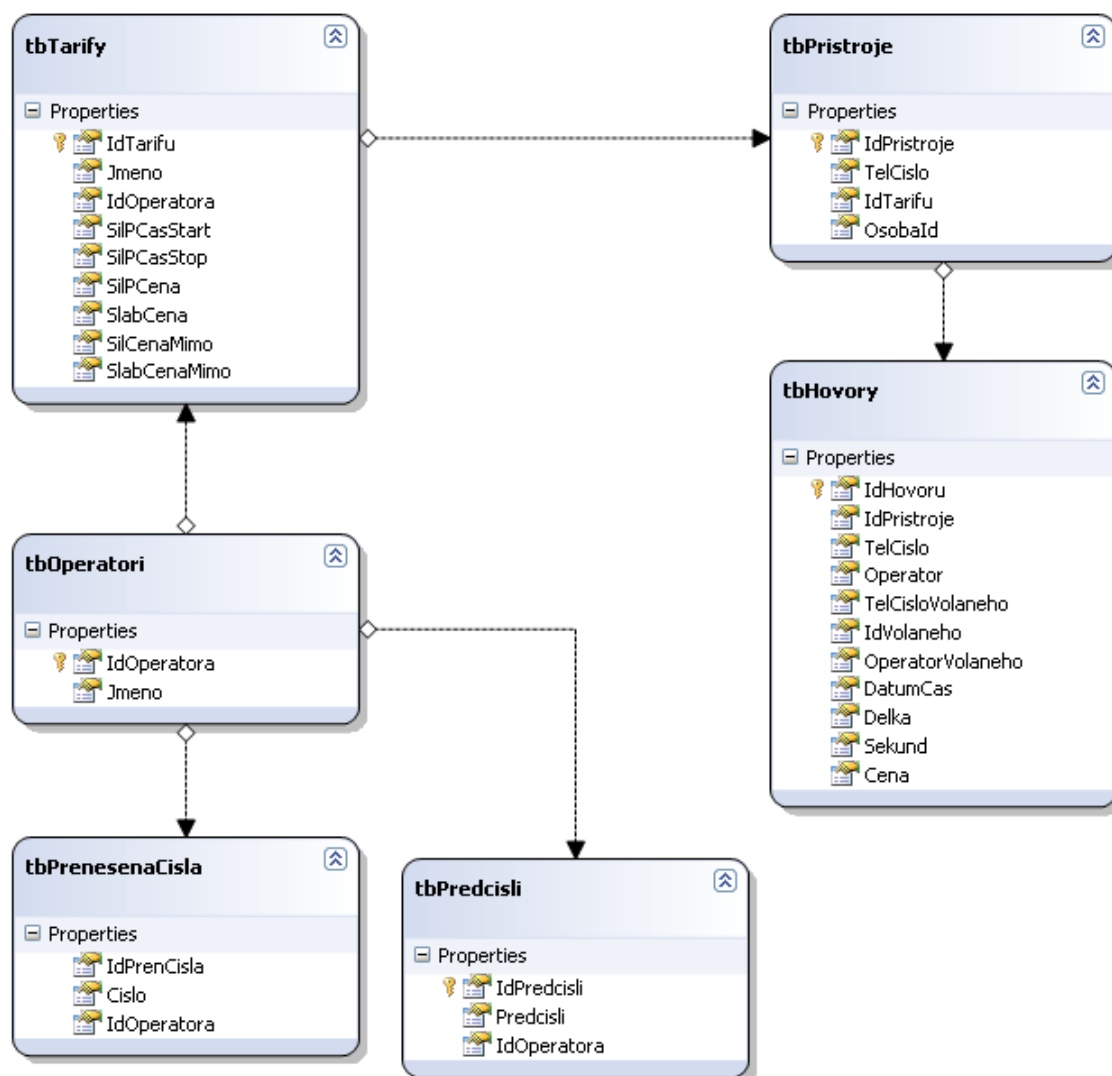 tbTarify
Properties
IdTarifu
Jmeno
IdOperatora
SilPCasStart
SilPCasStop
SilPCena
SlabCena
SilCenaMimo
SlabCenaMimo
tbPristroje
Properties
IdPristroje
TelCislo
IdTarifu
OsobaId
tbHovory
Properties
IdHovoru
IdPristroje
TelCislo
Operator
TelCisloVolaneho
IdVolaneho
OperatorVolaneho
DatumCas
Delka
Sekund
Cena
tbOperatori
Properties
IdOperatora
Jmeno
tbPrenesenaCisla
Properties
IdPrenCisla
Cislo
IdOperatora
tbPredcisli
Properties
IdPredcisli
Predcisli
IdOperatora